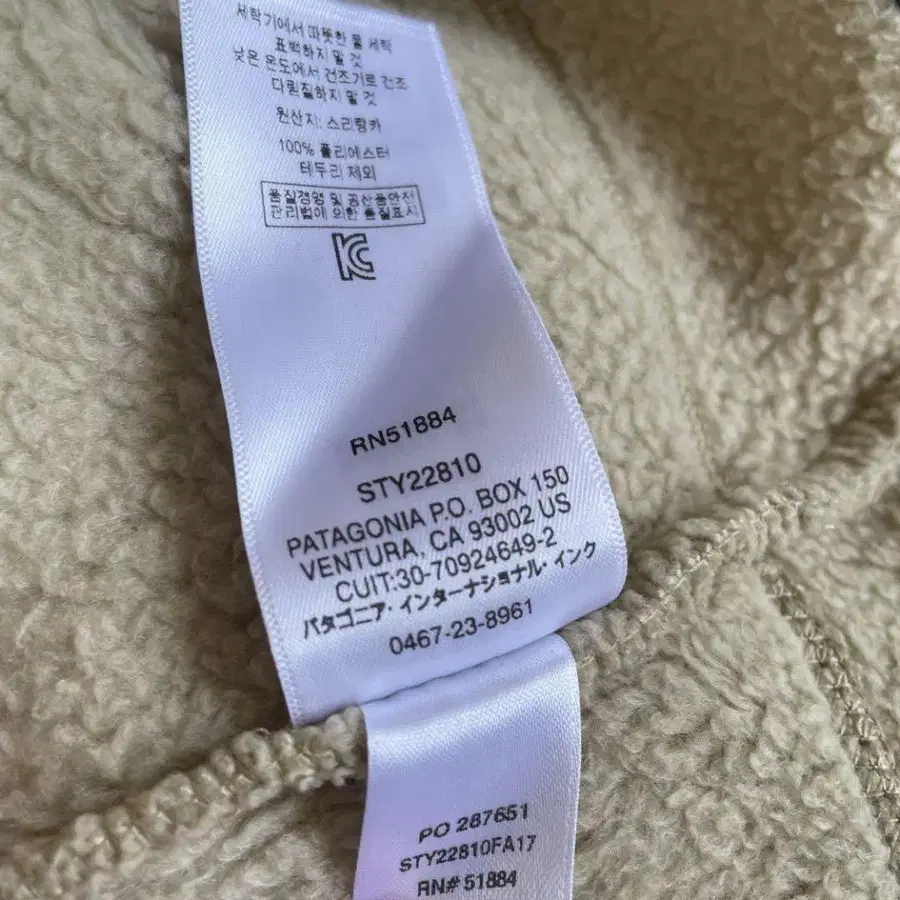 세탁기에서 따뜻한 물 세탁
표백하지 말 것
낮은 온도에서 건조기로 건조
다림질하지 말 것
원산지: 스리랑카
100% 폴리에스터
테두리 제외
품질경영 및 공산품안전
관리법에 의한 품질표시
KC
RN51884
STY22810
PATAGONIA P.O. BOX 150
VENTURA, CA 93002 US
CUIT:30-70924649-2
パタゴニア・インターナショナル・インク
0467-23-8961
PO 287651
STY22810FA17
RN# 51884